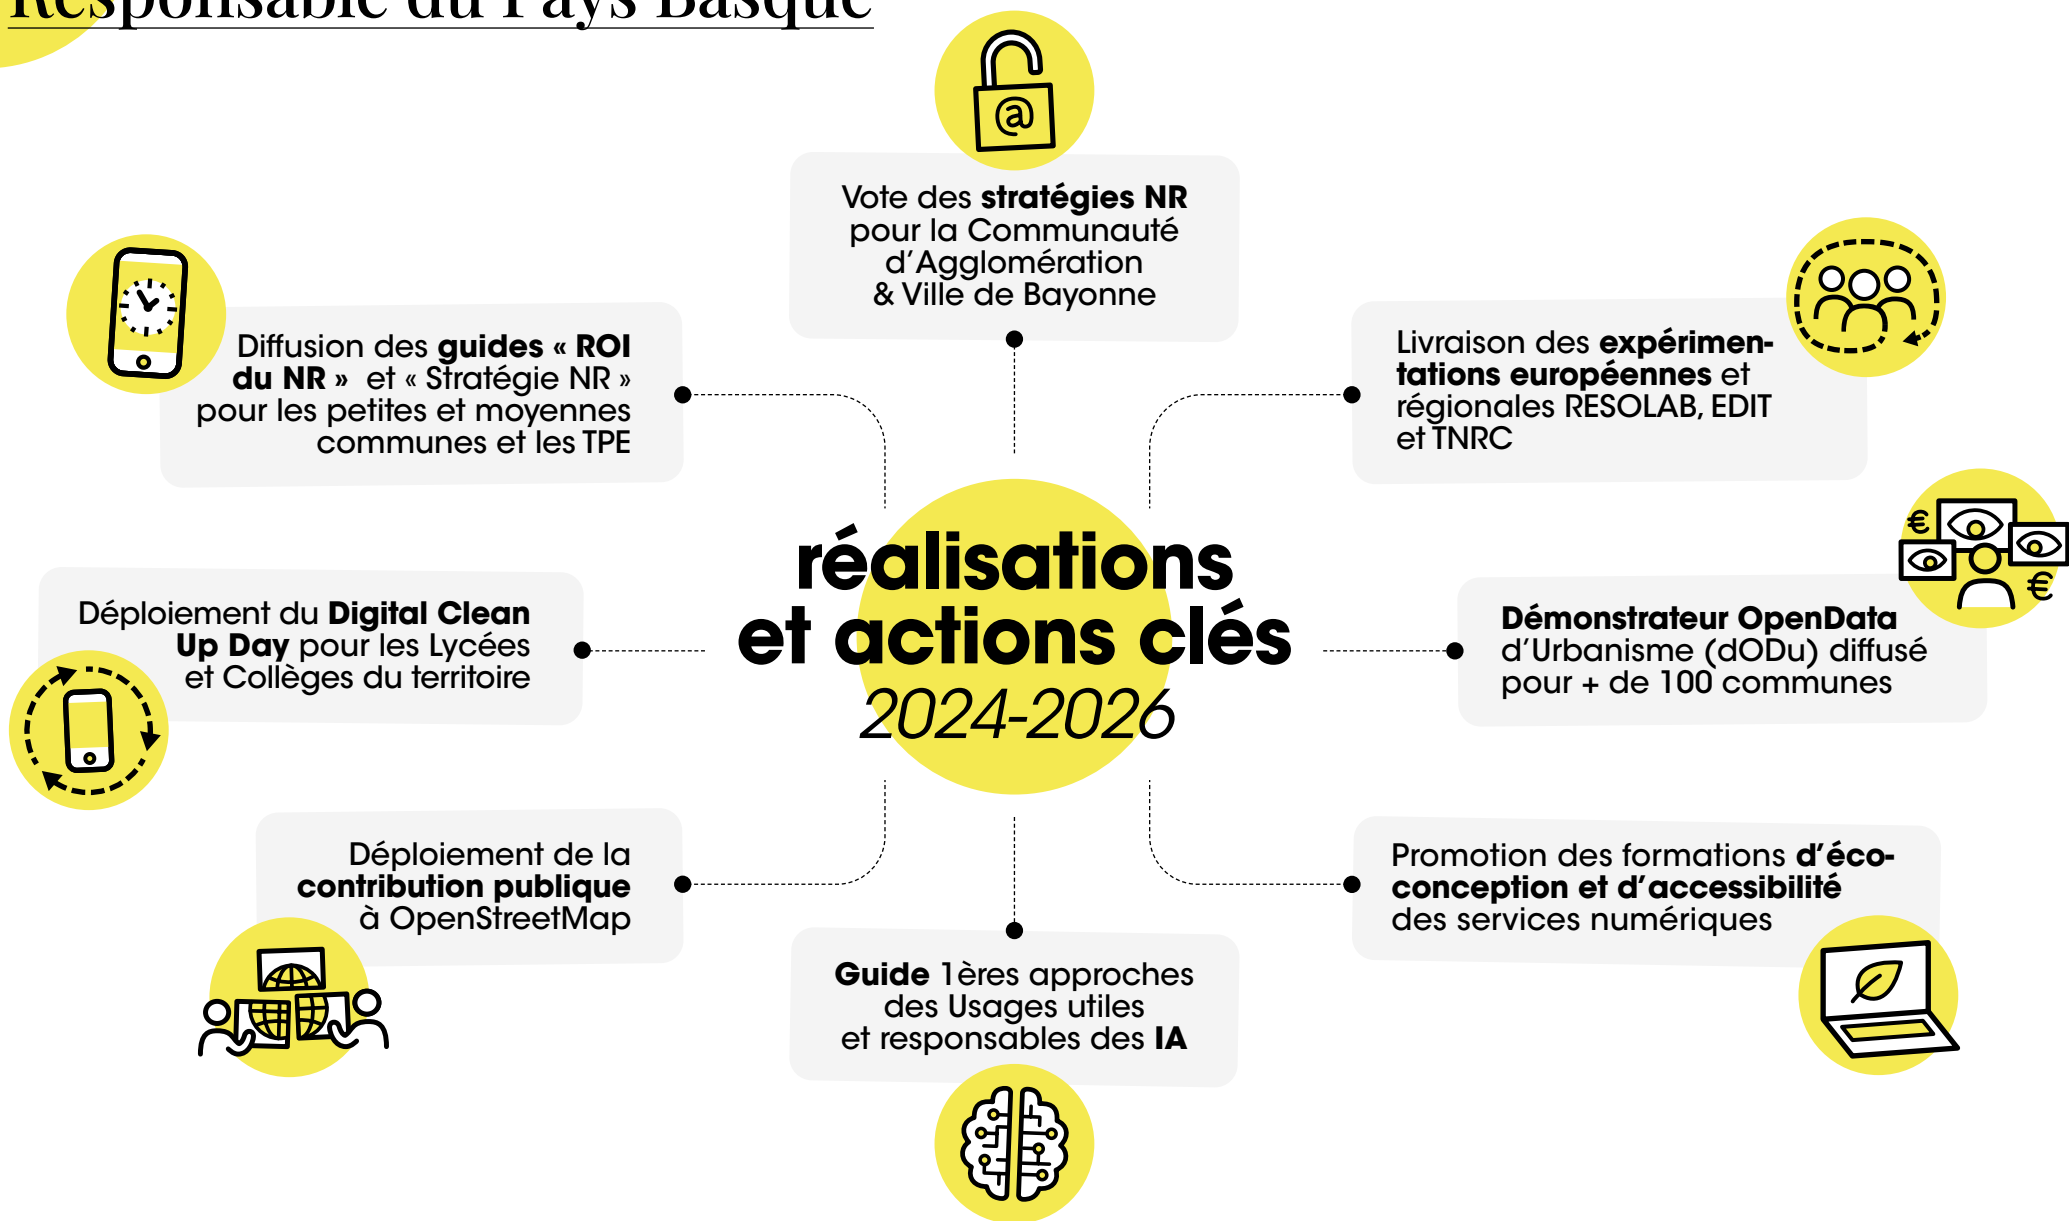 Responsable du Pays Basque
@
Vote des stratégies NR
pour la Communauté
d'Agglomération
& Ville de Bayonne
Diffusion des guides « ROI
du NR » et « Stratégie NR »
pour les petites et moyennes
communes et les TPE
Livraison des expérimen-
tations européennes et
régionales RESOLAB, EDIT
et TNRC
réalisations
et actions clés
2024-2026
Déploiement du Digital Clean
Up Day pour les Lycées
et Collèges du territoire
€
€
Démonstrateur OpenData
d'Urbanisme (dODu) diffusé
pour + de 100 communes
Déploiement de la
contribution publique
à OpenStreetMap
Guide 1ères approches
des Usages utiles
et responsables des IA
Promotion des formations d'éco-
conception et d'accessibilité
des services numériques